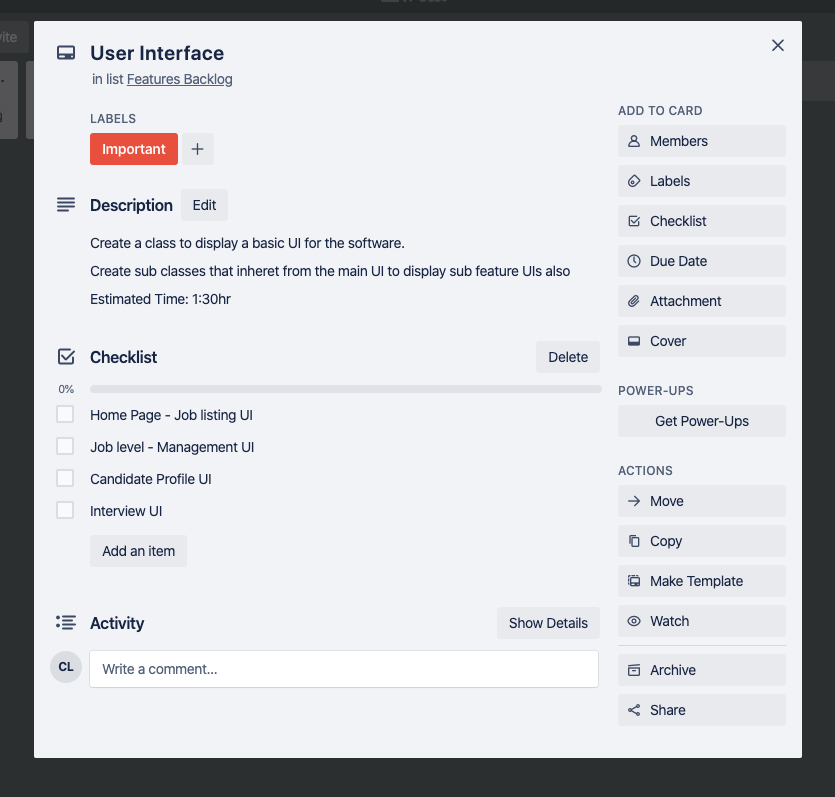 ite
User Interface
in list Features Backlog
LABELS
Important
Description
Edit
Create a class to display a basic UI for the software.
Create sub classes that inheret from the main UI to display sub feature UIs also
Estimated Time: 1:30hr
Checklist
Delete
0%
Home Page - Job listing UI
Job level - Management UI
Candidate Profile UI
Interview UI
Add an item
Activity
Show Details
CL
Write a comment...
ADD TO CARD
Members
Labels
Checklist
Due Date
Attachment
Cover
POWER-UPS
Get Power-Ups
ACTIONS
Move
Copy
Make Template
Watch
Archive
Share